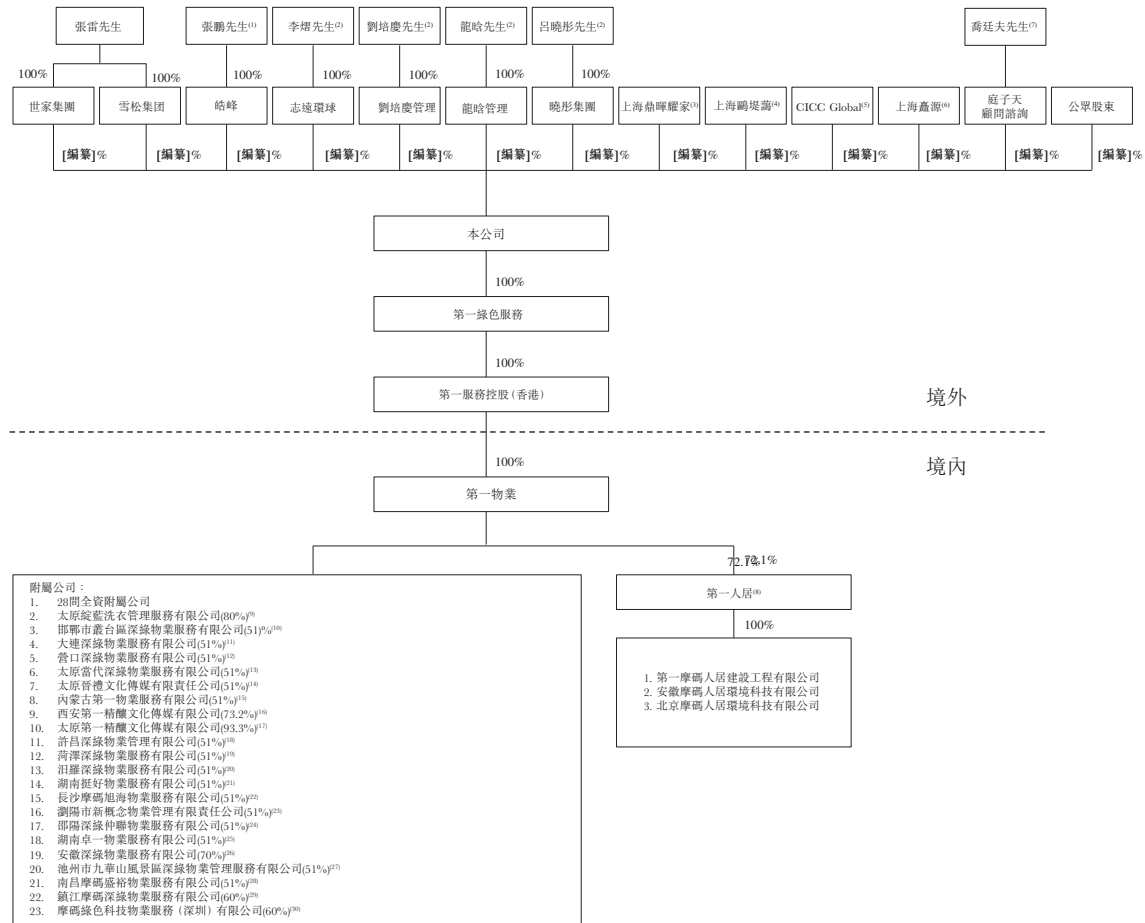 張雷先生
張鵬先生(1)
李熠先生(2)
劉培慶先生(2)
龍晗先生(2)
呂曉彤先生(2)
喬廷夫先生(7)
100%
100%
100%
100%
100%
100%
100%
世家集團
雪松集团
皓峰
志遠環球
劉培慶管理
龍晗管理
曉彤集團
上海鼎暉耀家(3)
上海鷗堤藹(4)
CICC Global(5)
上海矗源(6)
庭子天
顧問諮詢
公眾股東
[編纂]%
[編纂]%
[編纂]%
[編纂]%
[編纂]%
[編纂]%
[編纂]%
[編纂]%
[編纂]%
[編纂]%
[編纂]%
[編纂]%
[編纂]%
本公司
100%
第一綠色服務
100%
第一服務控股（香港）
境外
境內
100%
第一物業
72.1%
72.1%
附屬公司：
1. 28間全資附屬公司
2. 太原綻藍洗衣管理服務有限公司(80%)(9)
3. 邯鄲市叢台區深綠物業服務有限公司(51)%(10)
4. 大連深綠物業服務有限公司(51%)(11)
5. 營口深綠物業服務有限公司(51%)(12)
6. 太原當代深綠物業服務有限公司(51%)(13)
7. 太原晉禮文化傳媒有限責任公司(51%)(14)
8. 內蒙古第一物業服務有限公司(51%)(15)
9. 西安第一精釀文化傳媒有限公司(73.2%)(16)
10. 太原第一精釀文化傳媒有限公司(93.3%)(17)
11. 許昌深綠物業管理有限公司(51%)(18)
12. 菏澤深綠物業服務有限公司(51%)(19)
13. 汨羅深綠物業服務有限公司(51%)(20)
14. 湖南挺好物業服務有限公司(51%)(21)
15. 長沙摩碼旭海物業服務有限公司(51%)(22)
16. 瀏陽市新概念物業管理有限責任公司(51%)(23)
17. 邵陽深綠仲聯物業服務有限公司(51%)(24)
18. 湖南卓一物業服務有限公司(51%)(25)
19. 安徽深綠物業服務有限公司(70%)(26)
20. 池州市九華山風景區深綠物業管理服務有限公司(51%)(27)
21. 南昌摩碼盛裕物業服務有限公司(51%)(28)
22. 鎮江摩碼深綠物業服務有限公司(60%)(29)
23. 摩碼綠色科技物業服務（深圳）有限公司(60%)(30)
第一人居(8)
100%
1. 第一摩碼人居建設工程有限公司
2. 安徽摩碼人居環境科技有限公司
3. 北京摩碼人居環境科技有限公司